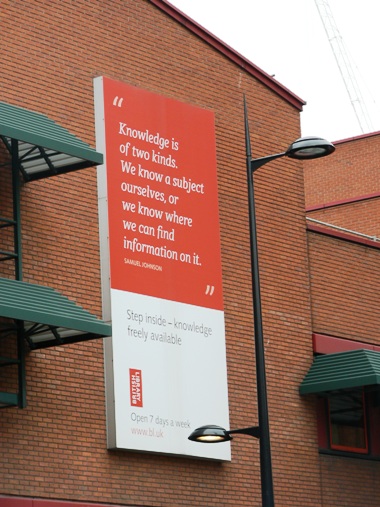 “
Knowledge is
of two kinds.
We know a subject
ourselves, or
we know where
we can find
information on it.
SAMUEL JOHNSON
”
Step inside – knowledge
freely available
BRITISH
LIBRARY
Open 7 days a week
www.bl.uk